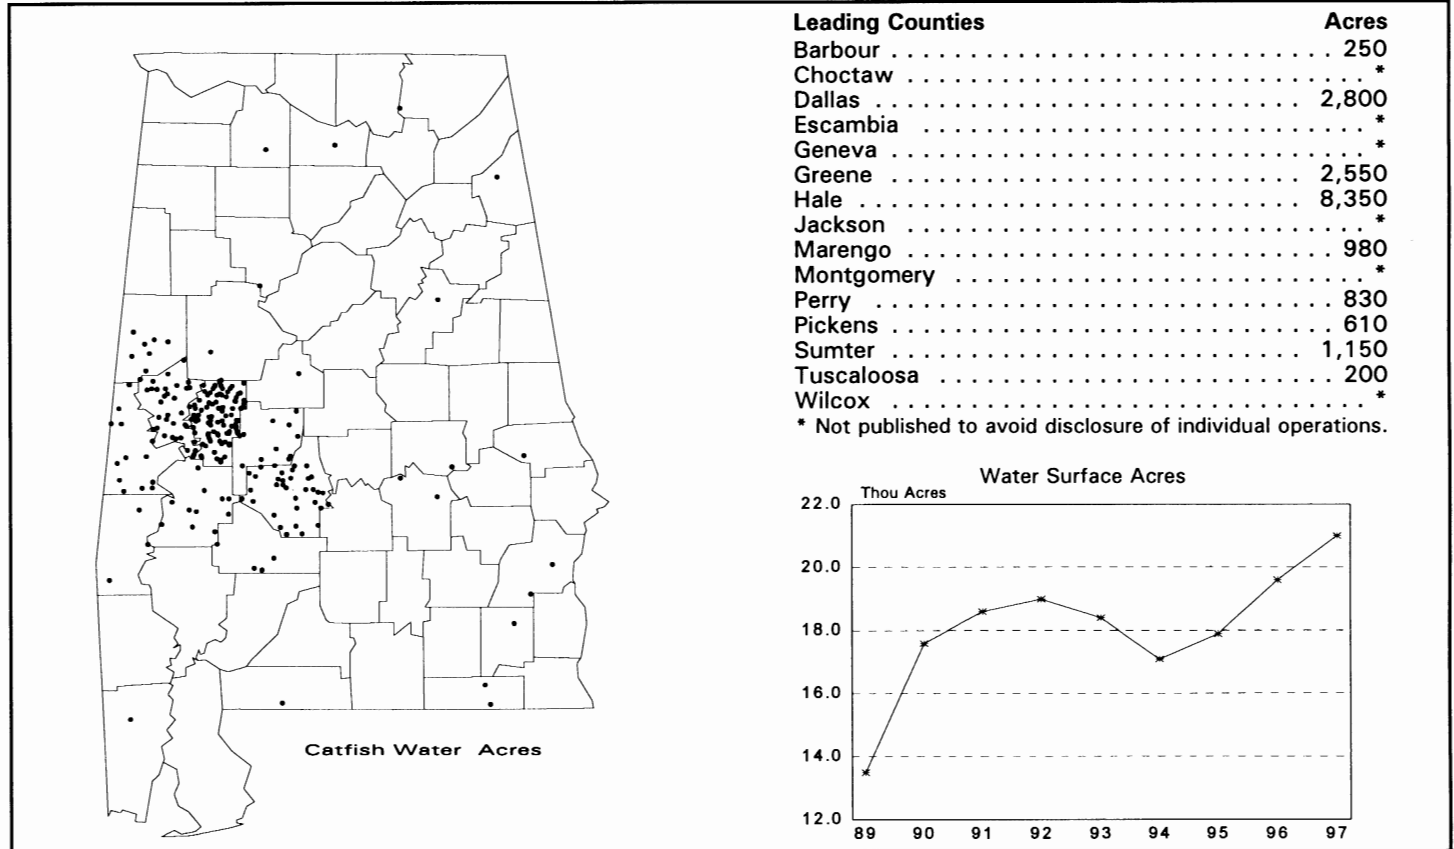 Leading Counties Acres
Barbour . . . . . . . . . . . . . . . . . . . . . . . . . . . . 250
Choctaw . . . . . . . . . . . . . . . . . . . . . . . . . . . . *
Dallas . . . . . . . . . . . . . . . . . . . . . . . . . . . 2,800
Escambia . . . . . . . . . . . . . . . . . . . . . . . . . . . *
Geneva . . . . . . . . . . . . . . . . . . . . . . . . . . . . *
Greene . . . . . . . . . . . . . . . . . . . . . . . . . . 2,550
Hale . . . . . . . . . . . . . . . . . . . . . . . . . . . . 8,350
Jackson . . . . . . . . . . . . . . . . . . . . . . . . . . . . *
Marengo . . . . . . . . . . . . . . . . . . . . . . . . . . . 980
Montgomery . . . . . . . . . . . . . . . . . . . . . . . . . *
Perry . . . . . . . . . . . . . . . . . . . . . . . . . . . . 830
Pickens . . . . . . . . . . . . . . . . . . . . . . . . . . . 610
Sumter . . . . . . . . . . . . . . . . . . . . . . . . . . 1,150
Tuscaloosa . . . . . . . . . . . . . . . . . . . . . . . . . 200
Wilcox . . . . . . . . . . . . . . . . . . . . . . . . . . . . *
* Not published to avoid disclosure of individual operations.
Catfish Water Acres
Water Surface Acres
Thou Acres
22.0
20.0
18.0
16.0
14.0
12.0
89 90 91 92 93 94 95 96 97